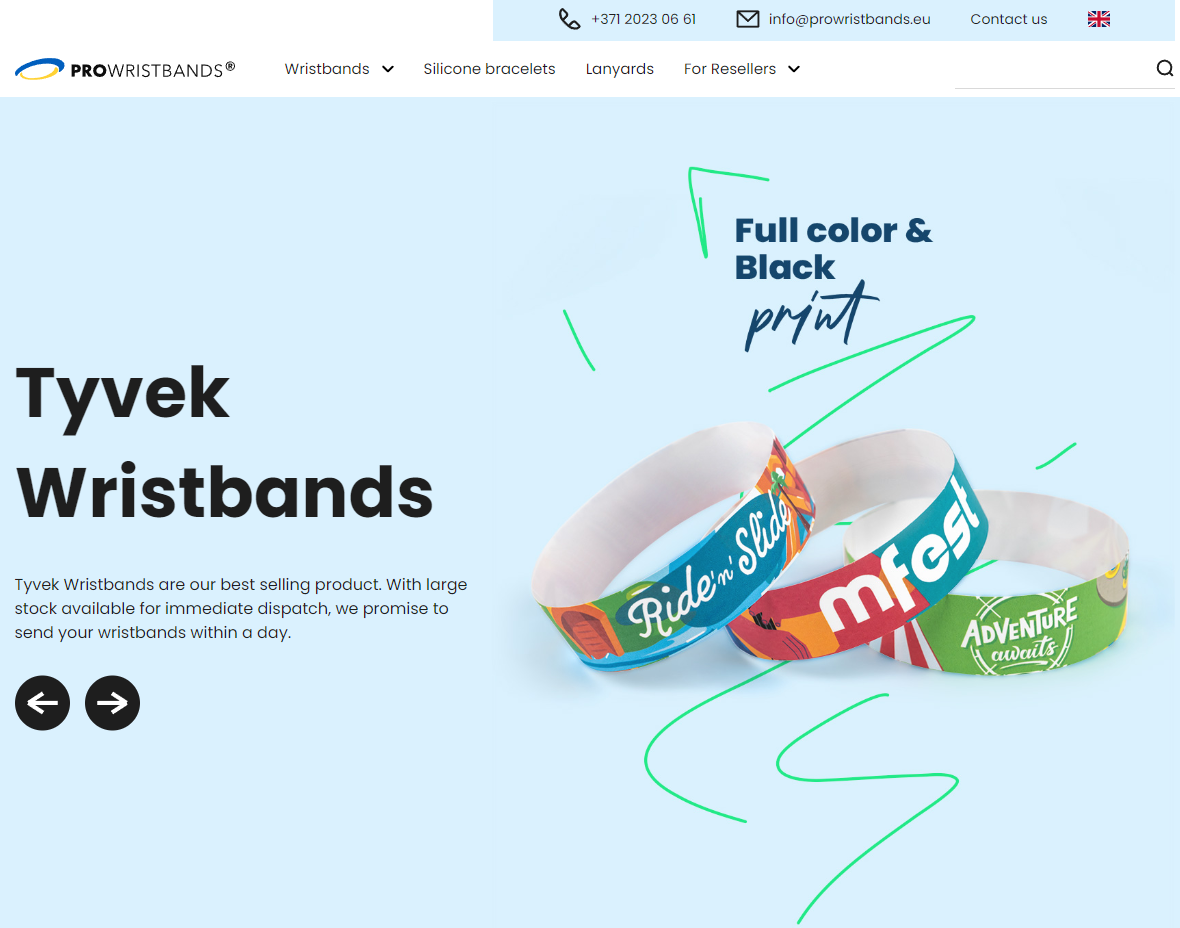 +371 2023 06 61
info@prowristbands.eu
Contact us
PROWRISTBANDS®
Wristbands
Silicone bracelets
Lanyards
For Resellers
Full color &
Black
print
Tyvek
Wristbands
Tyvek Wristbands are our best selling product. With large
stock available for immediate dispatch, we promise to
send your wristbands within a day.
Ride 'n' Slide
mfest
ADVENTURE
awaits